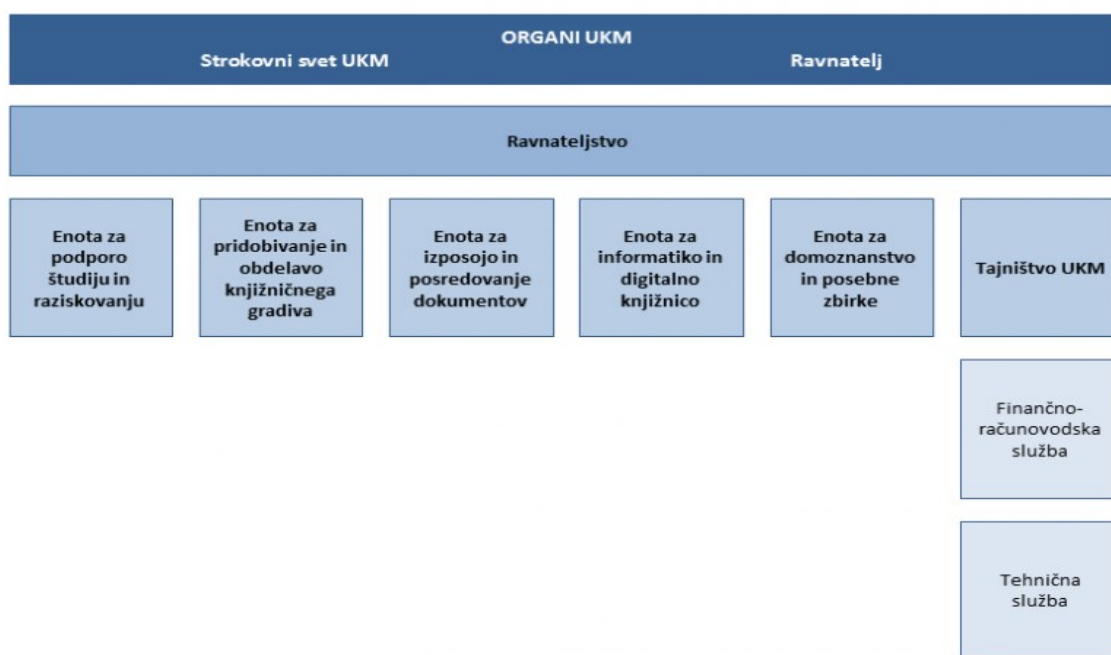 ORGANI UKM
Strokovni svet UKM
Ravnatelj
Ravnateljstvo
Enota za
podporo
študiju in
raziskovanju
Enota za
pridobivanje in
obdelavo
knjižničnega
gradiva
Enota za
izposojo in
posredovanje
dokumentov
Enota za
informatiko in
digitalno
knjižnico
Enota za
domoznanstvo
in posebne
zbirke
Tajništvo UKM
Finančno-
računovodska
služba
Tehnična
služba